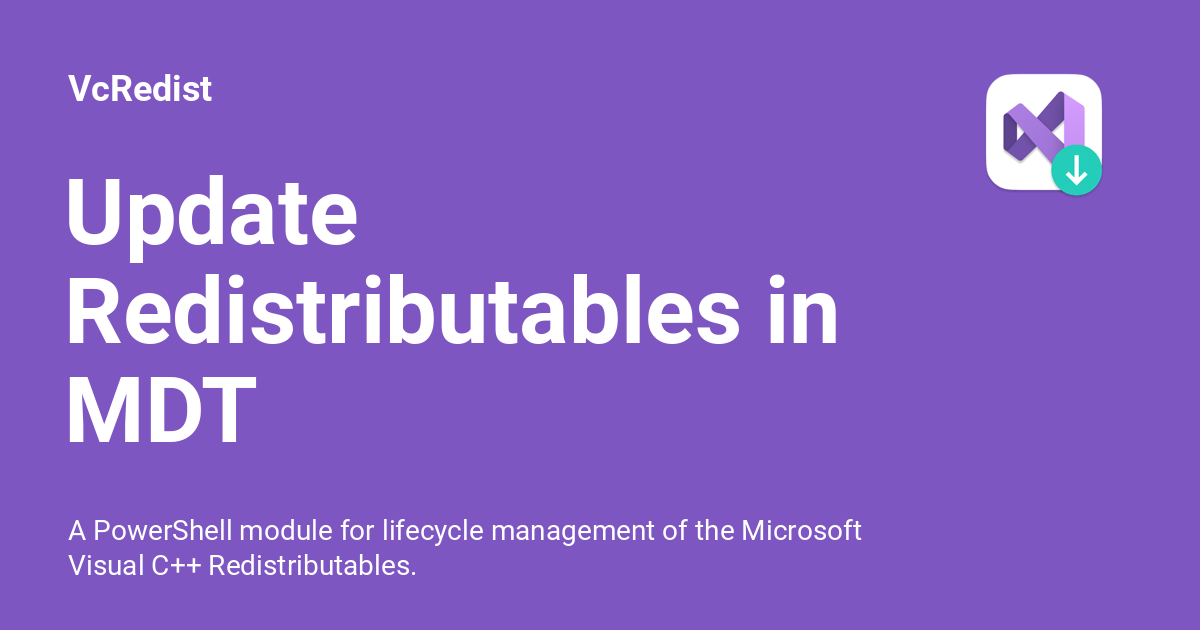 VcRedist
Update
Redistributables in
MDT
A PowerShell module for lifecycle management of the Microsoft
Visual C++ Redistributables.